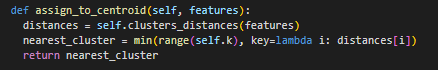 def assign_to_centroid(self, features):
  distances = self.clusters_distances(features)
  nearest_cluster = min(range(self.k), key=lambda i: distances[i])
  return nearest_cluster